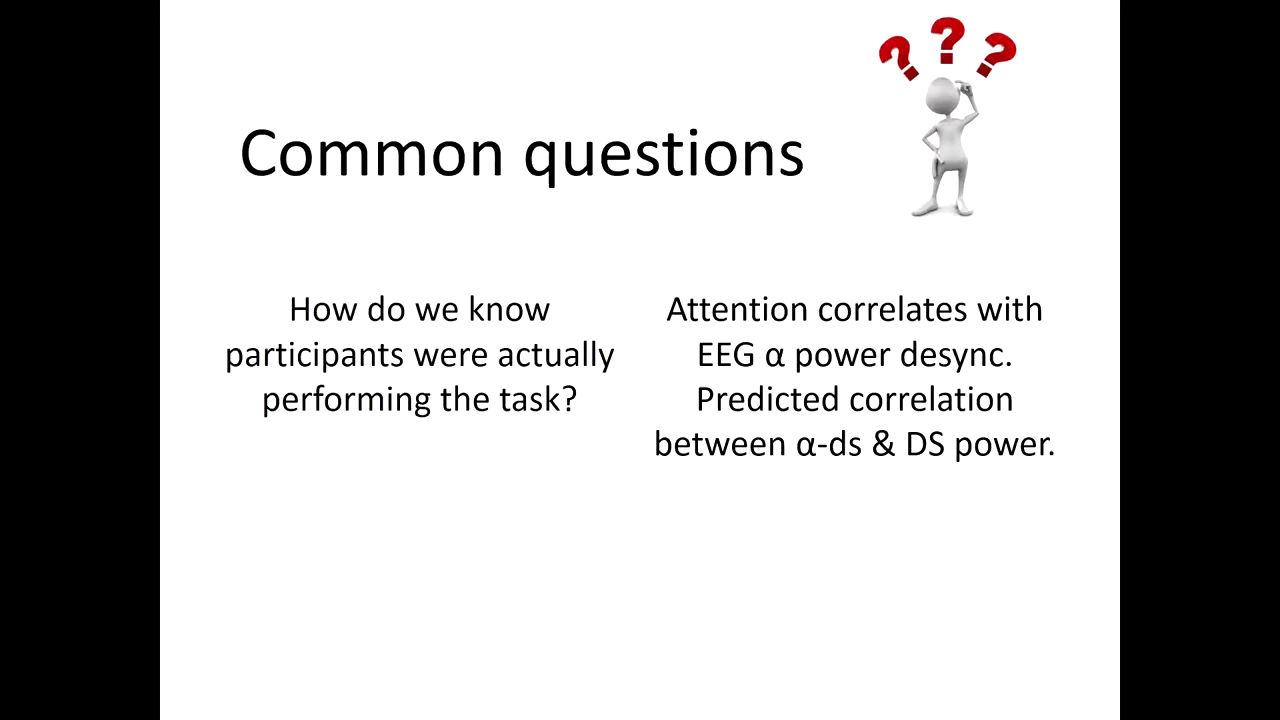 Common questions
How do we know
participants were actually
performing the task?
Attention correlates with
EEG α power desync.
Predicted correlation
between α-ds & DS power.